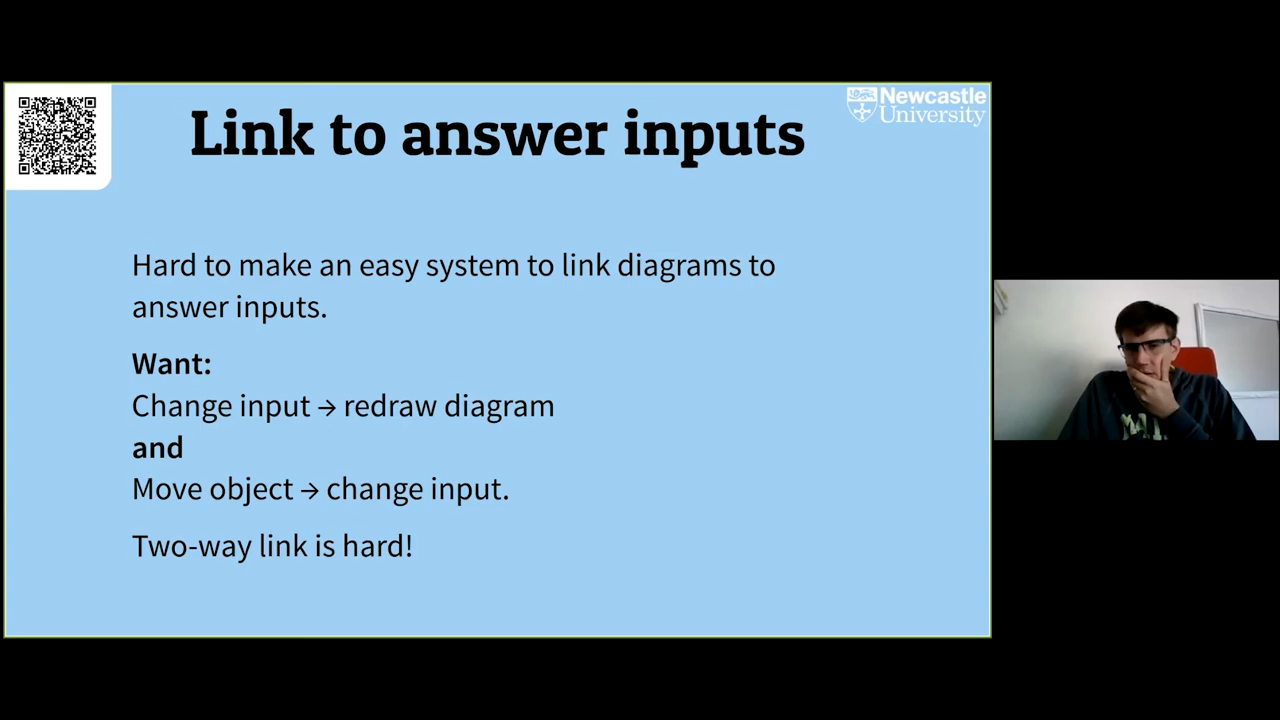 Link to answer inputs
Newcastle
University
Hard to make an easy system to link diagrams to
answer inputs.
Want:
Change input → redraw diagram
and
Move object → change input.
Two-way link is hard!